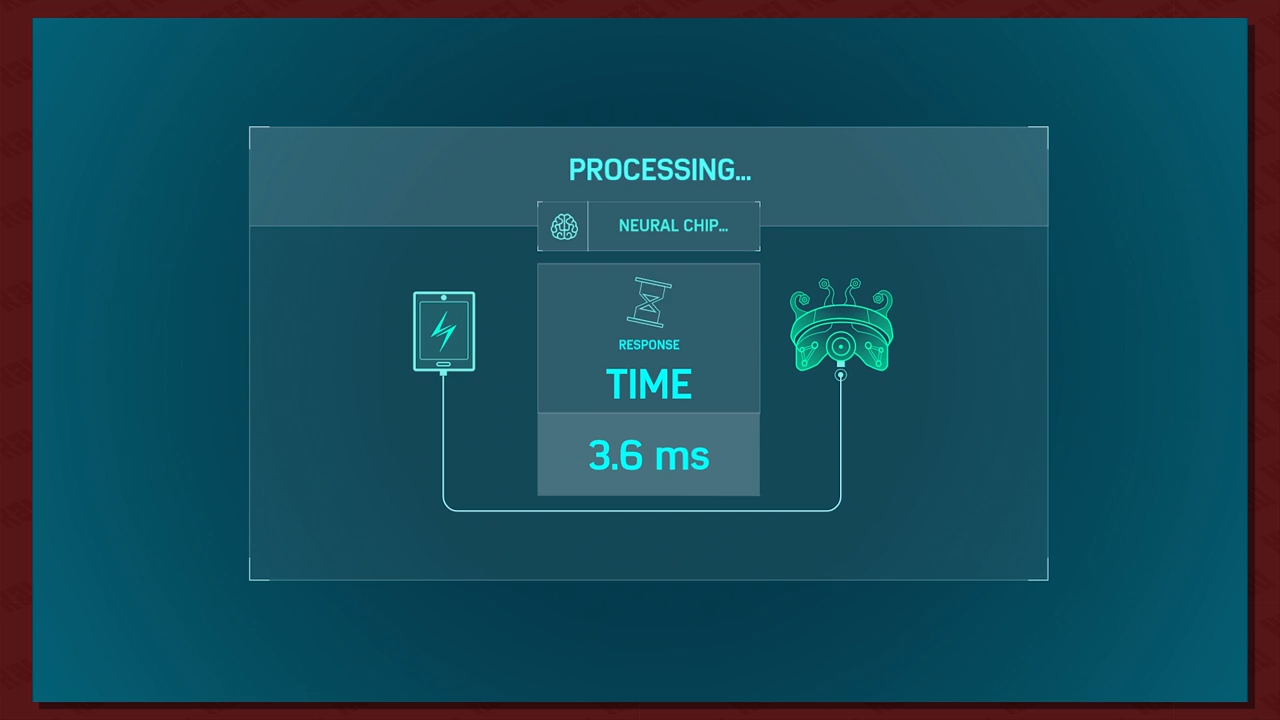 PROCESSING...
NEURAL CHIP...
RESPONSE
TIME
3.6 ms